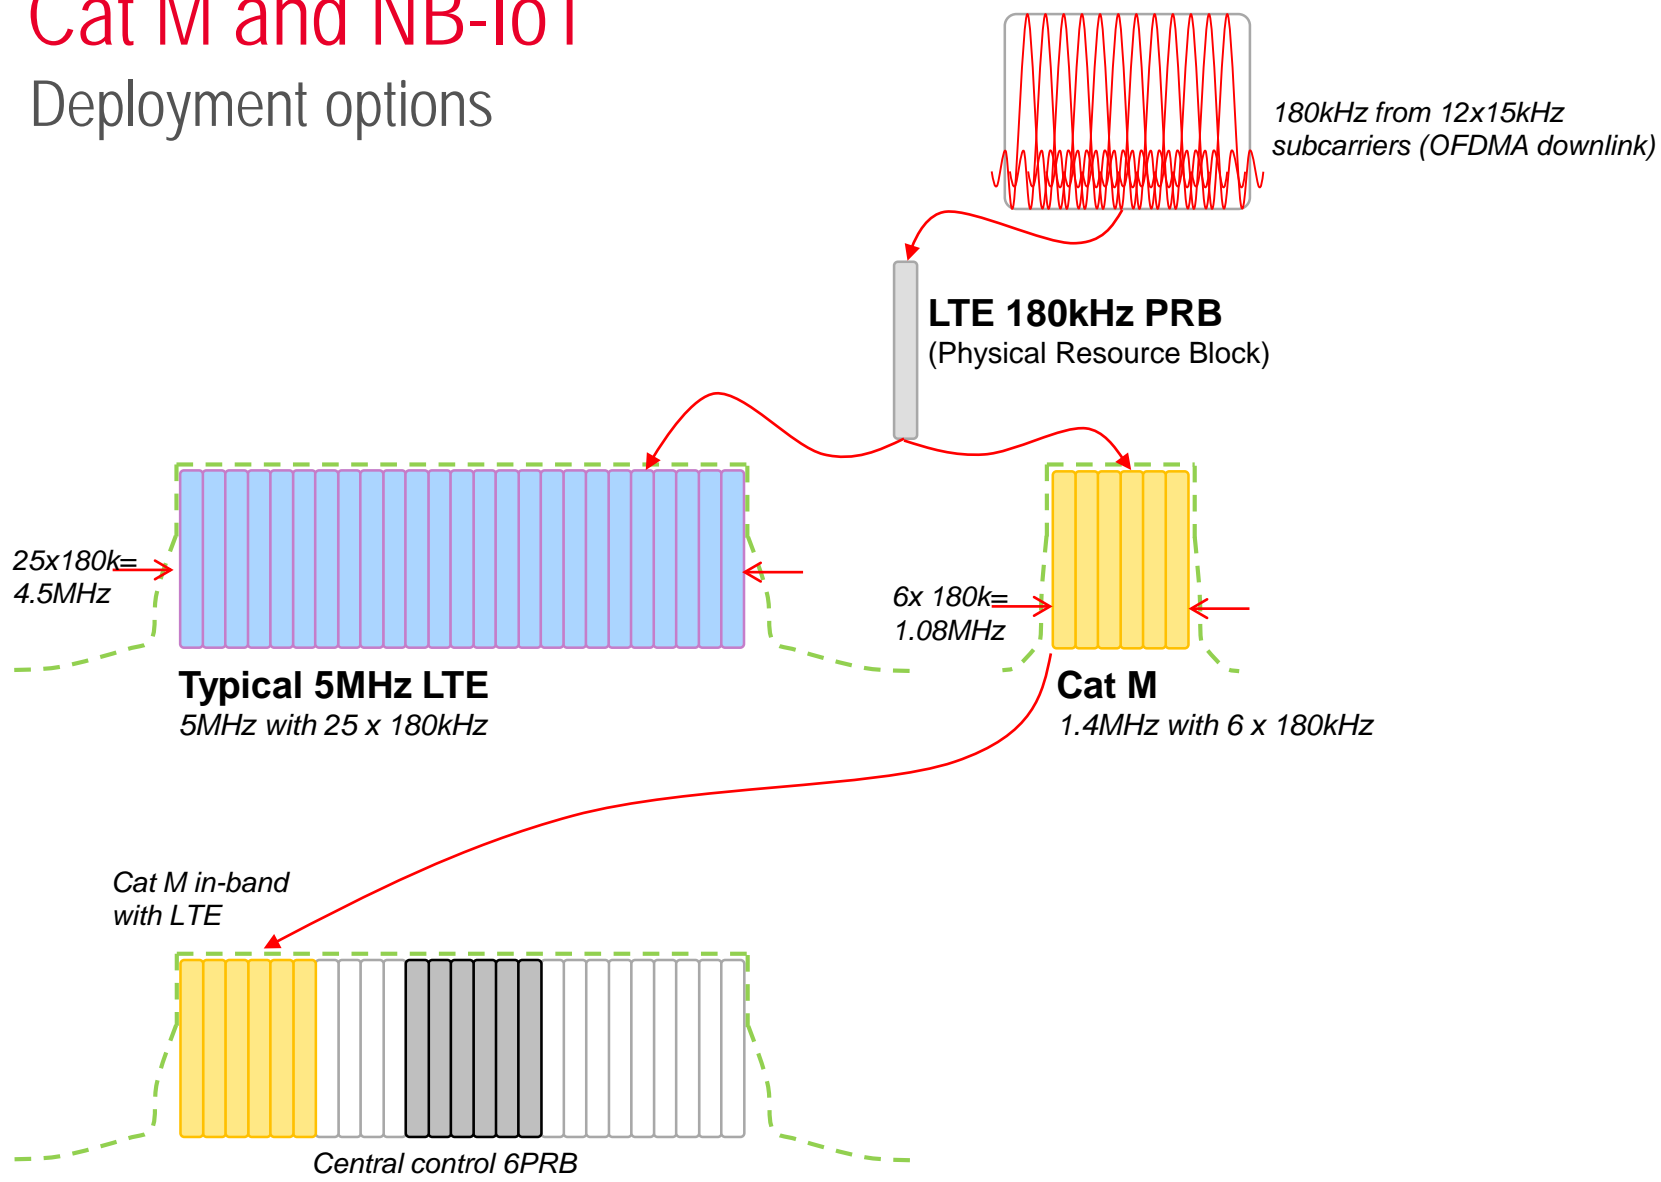 Cat M and NB-IoT
Deployment options
180kHz from 12x15kHz
subcarriers (OFDMA downlink)
LTE 180kHz PRB
(Physical Resource Block)
25x180k=
4.5MHz
6x 180k=
1.08MHz
Typical 5MHz LTE
5MHz with 25 x 180kHz
Cat M
1.4MHz with 6 x 180kHz
Cat M in-band
with LTE
Central control 6PRB